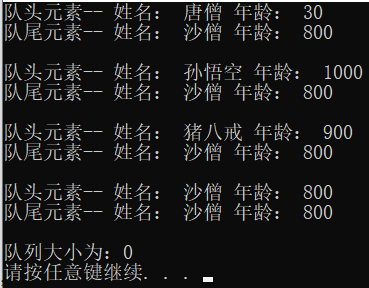 队头元素-- 姓名： 唐僧 年龄： 30
队尾元素-- 姓名： 沙僧 年龄： 800
队头元素-- 姓名： 孙悟空 年龄： 1000
队尾元素-- 姓名： 沙僧 年龄： 800
队头元素-- 姓名： 猪八戒 年龄： 900
队尾元素-- 姓名： 沙僧 年龄： 800
队头元素-- 姓名： 沙僧 年龄： 800
队尾元素-- 姓名： 沙僧 年龄： 800
队列大小为：0
请按任意键继续. . .